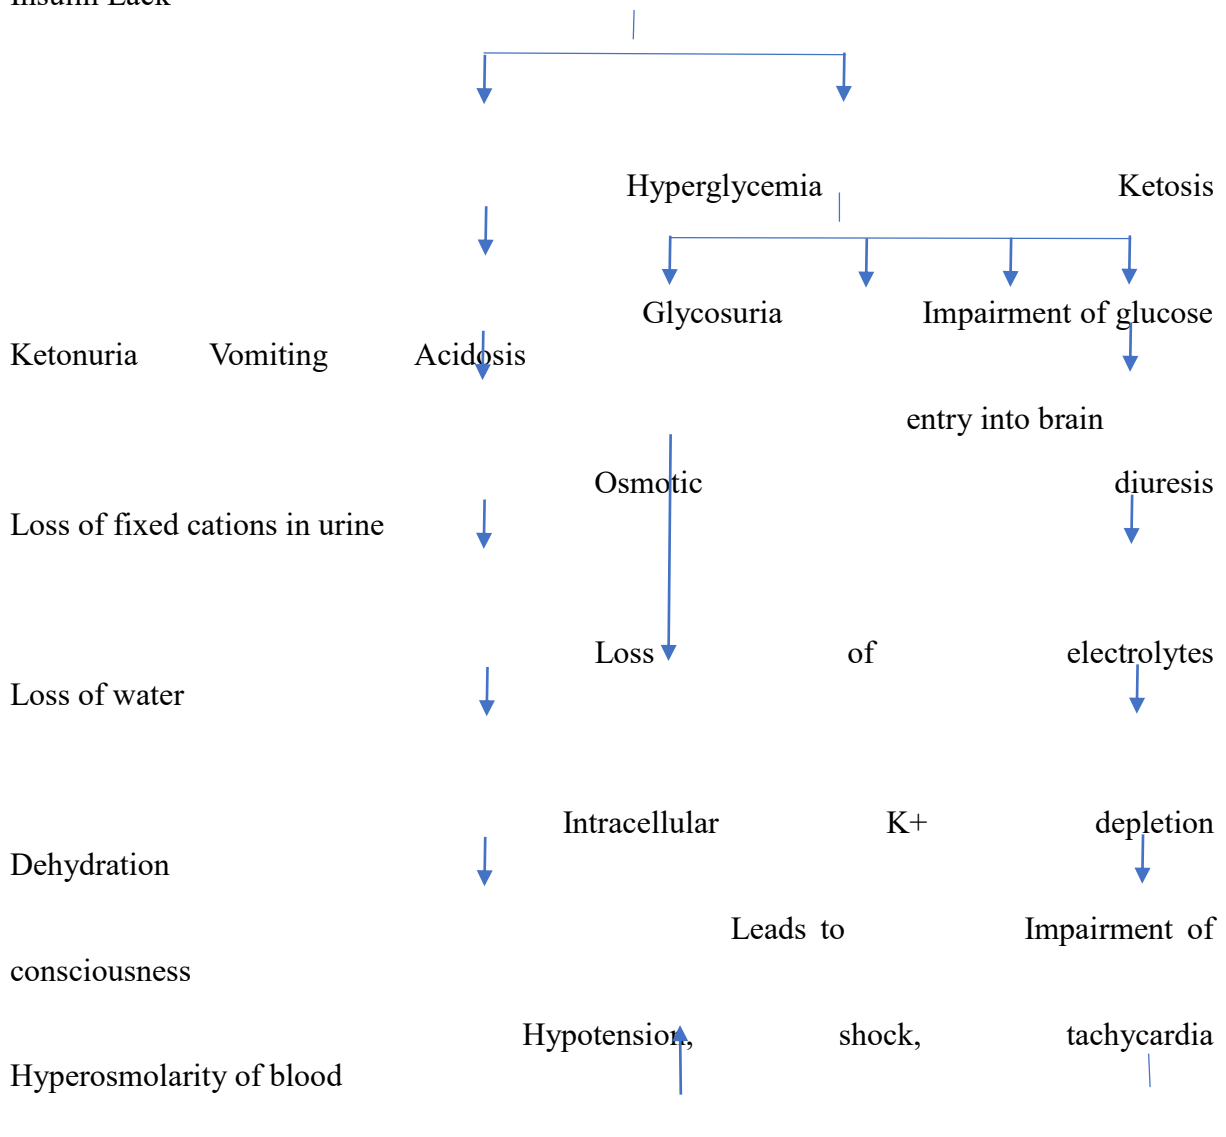 Insulin Lack
Hyperglycemia Ketosis
Glycosuria Impairment of glucose
Ketonuria Vomiting Acidosis
entry into brain
Osmotic diuresis
Loss of fixed cations in urine
Loss of electrolytes
Loss of water
Intracellular K+ depletion
Dehydration
Leads to Impairment of
consciousness
Hypotension, shock, tachycardia
Hyperosmolarity of blood